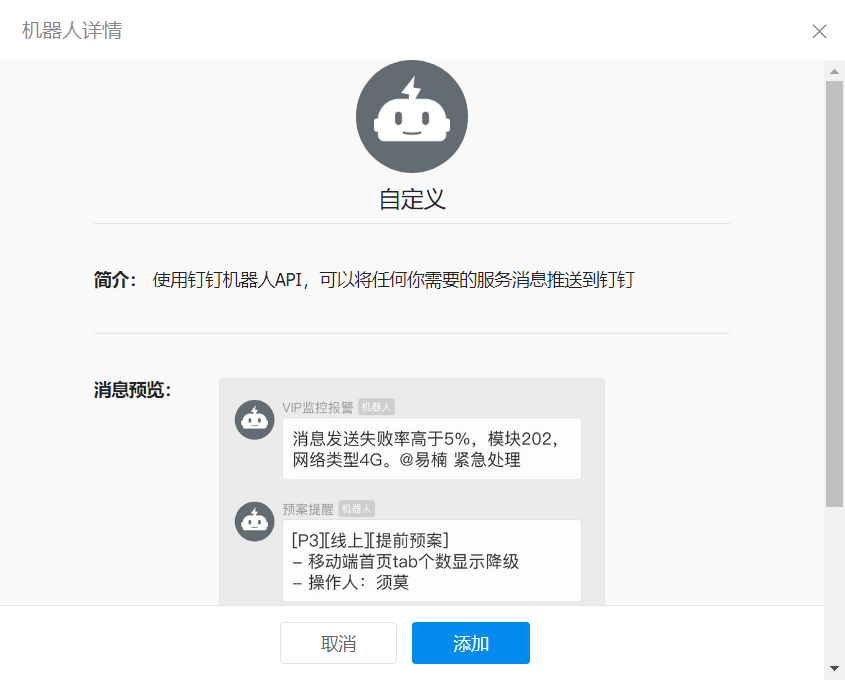 机器人详情
自定义
简介： 使用钉钉机器人API，可以将任何你需要的服务消息推送到钉钉
消息预览：
VIP监控报警 机器人
消息发送失败率高于5%，模块202，
网络类型4G。@易楠 紧急处理
预案提醒 机器人
[P3][线上][提前预案]
– 移动端首页tab个数显示降级
– 操作人：须莫
取消 添加